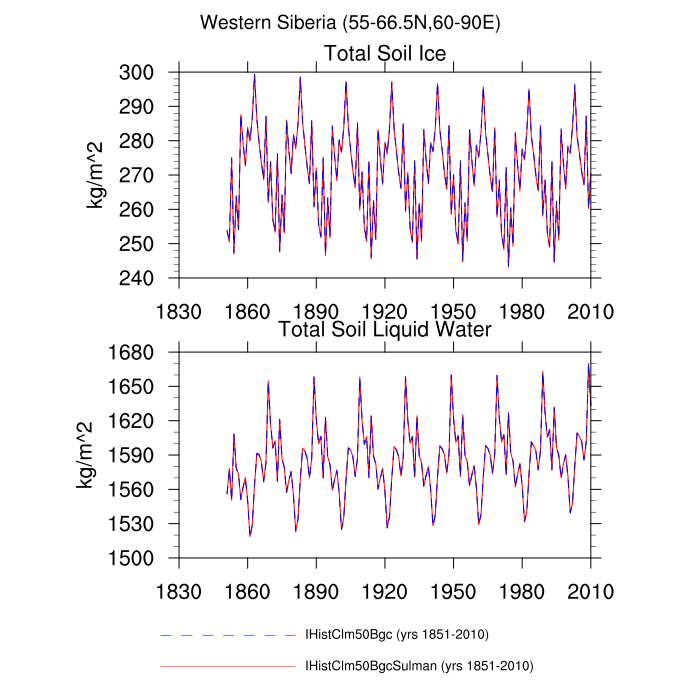 Western Siberia (55-66.5N,60-90E)
Total Soil Ice
300
290
280
270
260
250
240
kg/m^2
1830 1860 1890 1920 1950 1980 2010
Total Soil Liquid Water
1680
1650
1620
1590
1560
1530
1500
kg/m^2
1830 1860 1890 1920 1950 1980 2010
IHistClm50Bgc (yrs 1851-2010)
IHistClm50BgcSulman (yrs 1851-2010)